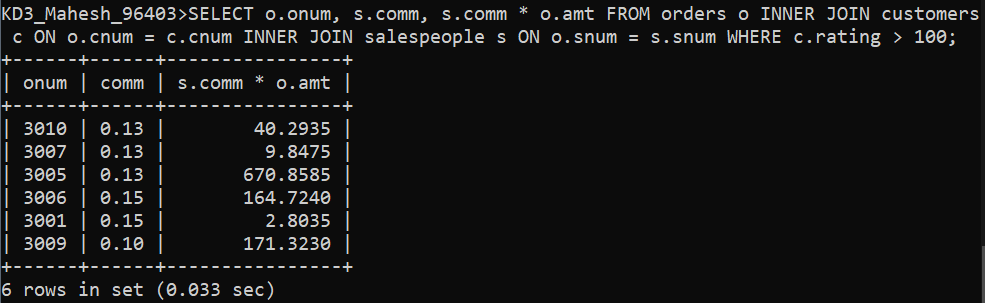 KD3_Mahesh_96403>SELECT o.onum, s.comm, s.comm * o.amt FROM orders o INNER JOIN customers
 c ON o.cnum = c.cnum INNER JOIN salespeople s ON o.snum = s.snum WHERE c.rating > 100;
+------+------+----------------+
| onum | comm | s.comm * o.amt |
+------+------+----------------+
| 3010 | 0.13 |        40.2935 |
| 3007 | 0.13 |         9.8475 |
| 3005 | 0.13 |       670.8585 |
| 3006 | 0.15 |       164.7240 |
| 3001 | 0.15 |         2.8035 |
| 3009 | 0.10 |       171.3230 |
+------+------+----------------+
6 rows in set (0.033 sec)